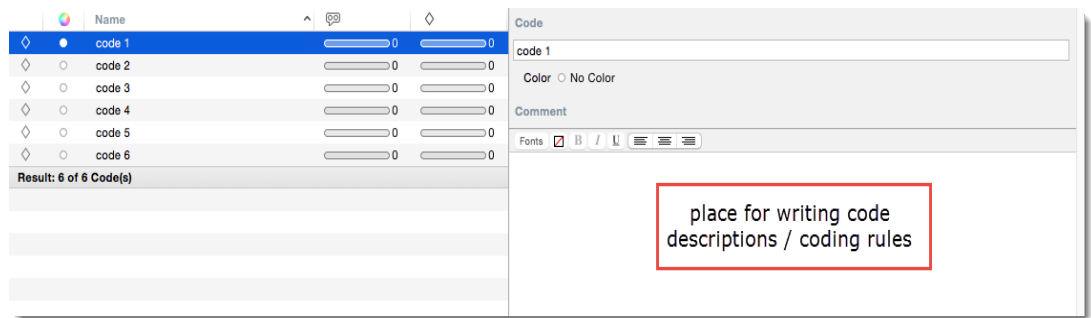 Name
code 1 0 0
code 2 0 0
code 3 0 0
code 4 0 0
code 5 0 0
code 6 0 0
Result: 6 of 6 Code(s)
Code
code 1
Color No Color
Comment
Fonts B I U
place for writing code
descriptions / coding rules